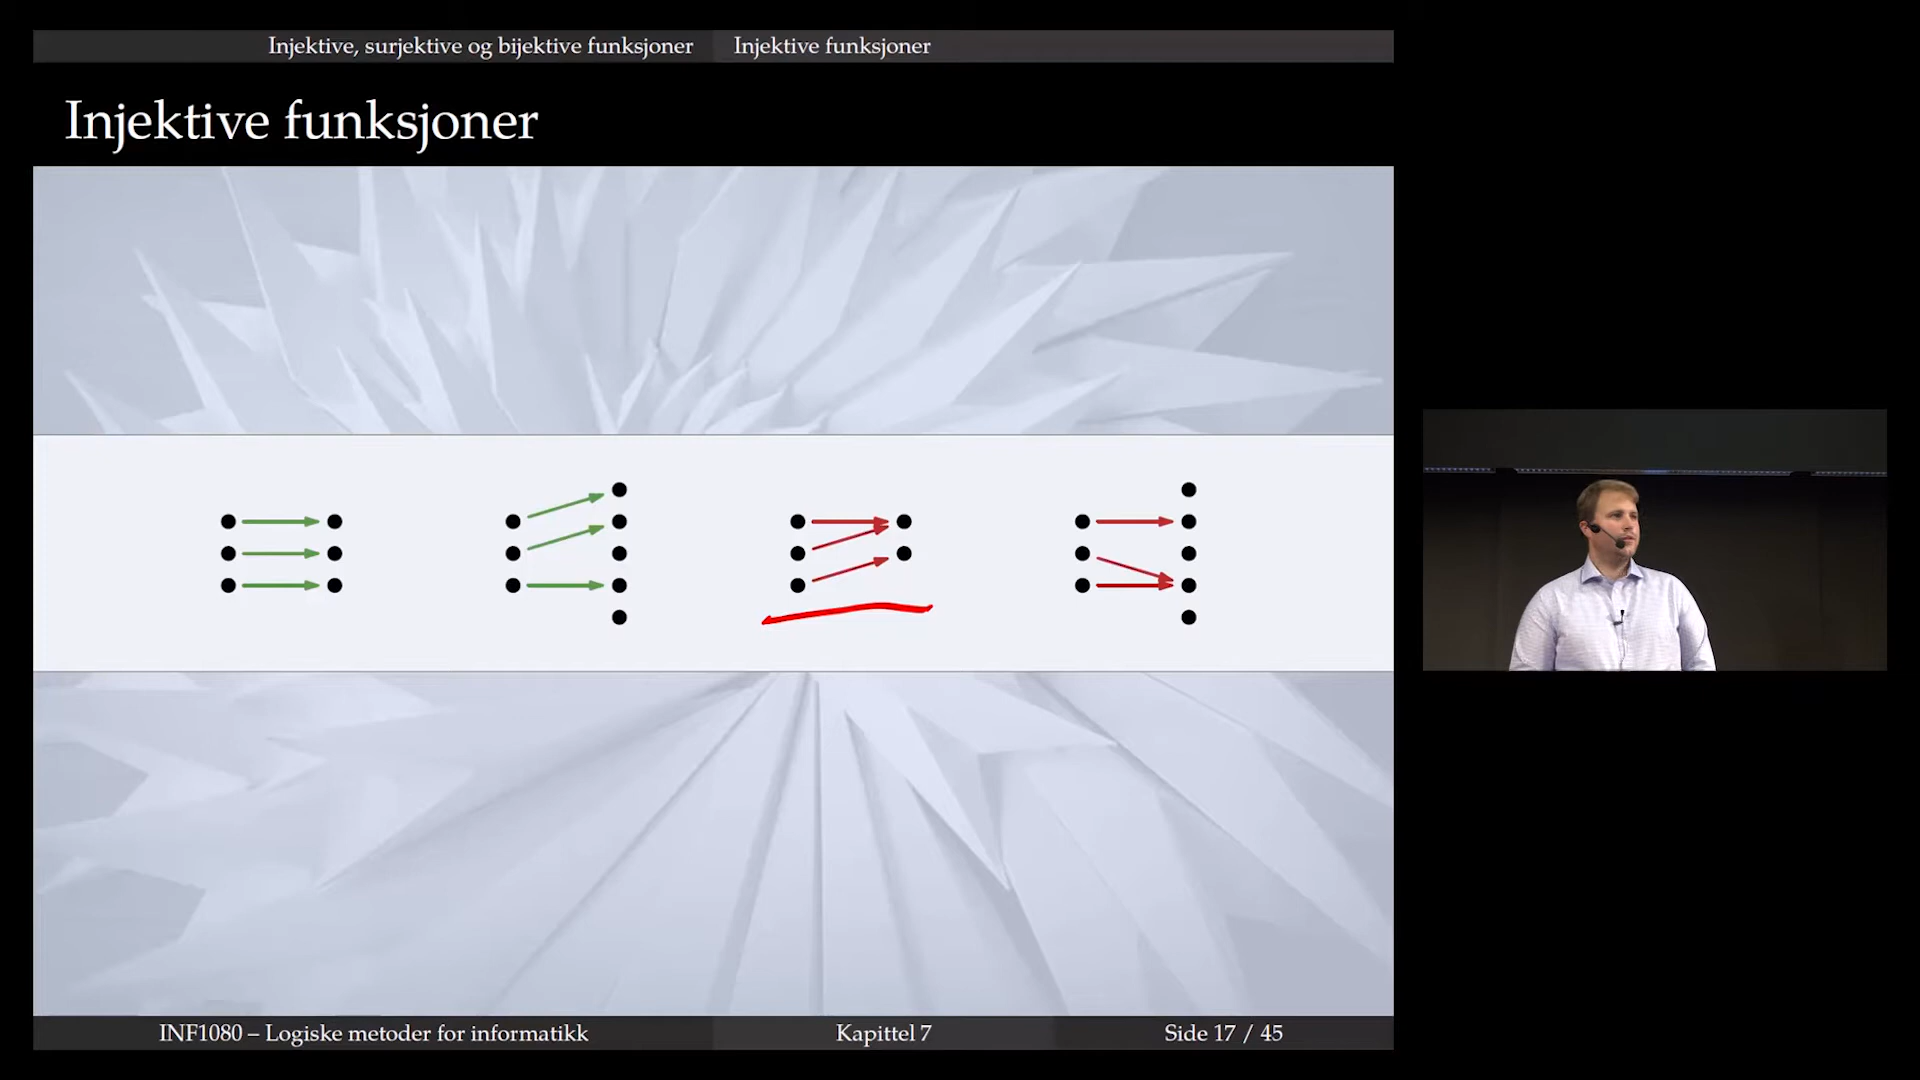 Injektive, surjektive og bijektive funksjoner Injektive funksjoner
Injektive funksjoner
INF1080 – Logiske metoder for informatikk Kapittel 7 Side 17 / 45